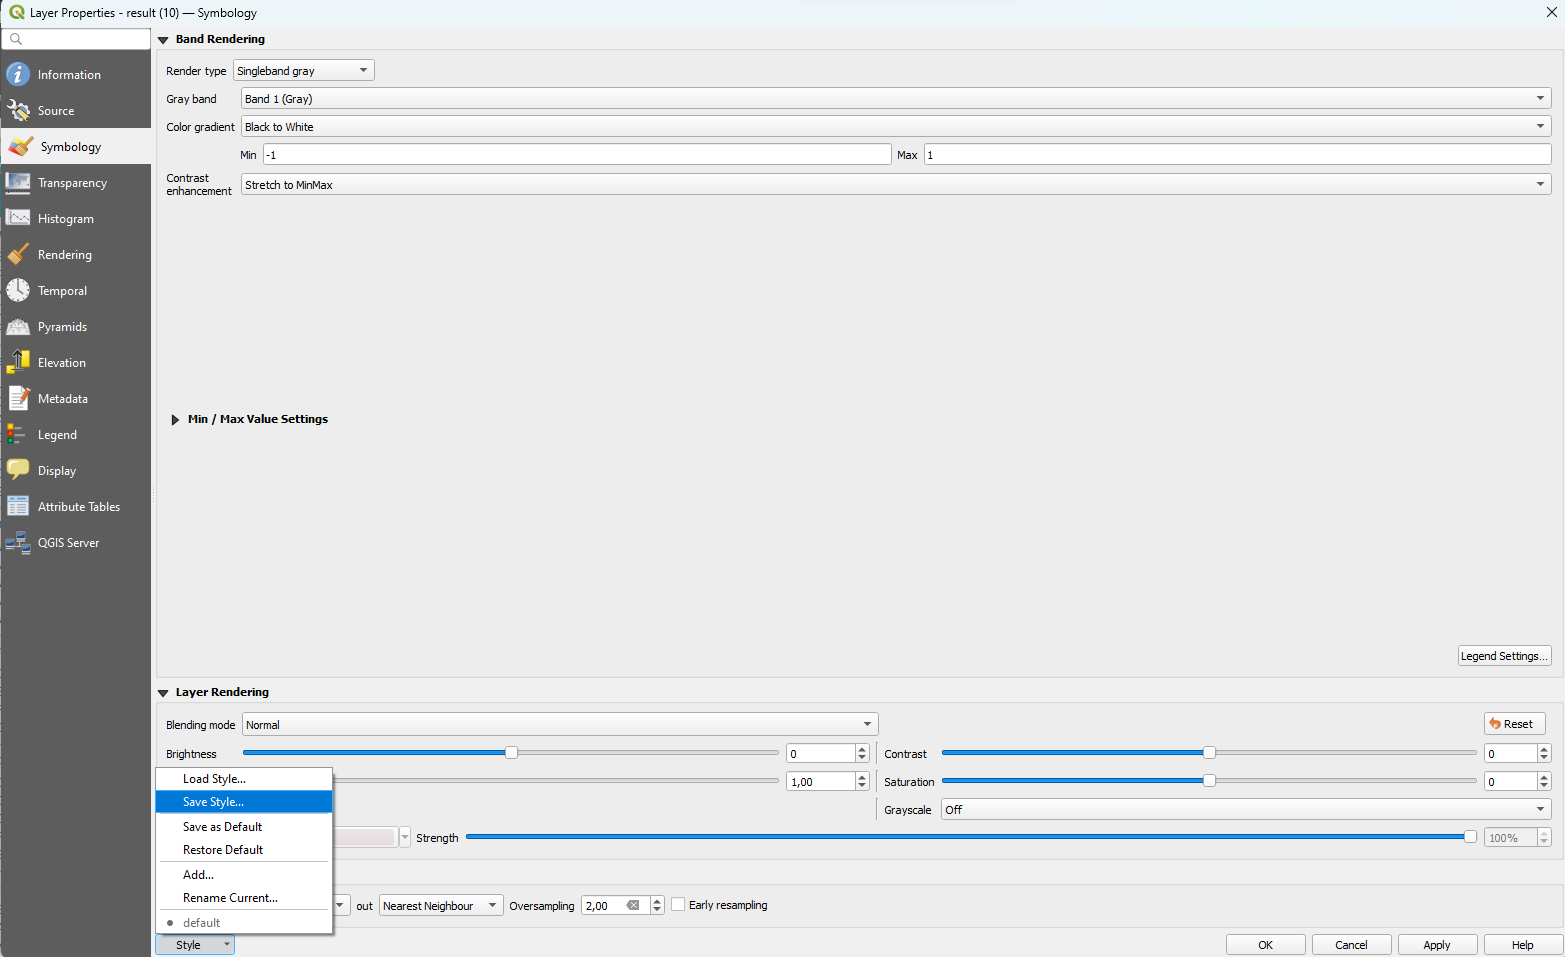 Layer Properties - result (10) — Symbology
Information
Source
Symbology
Transparency
Histogram
Rendering
Temporal
Pyramids
Elevation
Metadata
Legend
Display
Attribute Tables
QGIS Server
Band Rendering
Render type Singleband gray
Gray band Band 1 (Gray)
Color gradient Black to White
Min -1 Max 1
Contrast
enhancement Stretch to MinMax
Min / Max Value Settings
Legend Settings...
Layer Rendering
Blending mode Normal Reset
Brightness 0 Contrast 0
1,00 Saturation 0
Grayscale Off
Strength 100%
out Nearest Neighbour Oversampling 2,00 Early resampling
Load Style...
Save Style...
Save as Default
Restore Default
Add...
Rename Current...
default
Style OK Cancel Apply Help